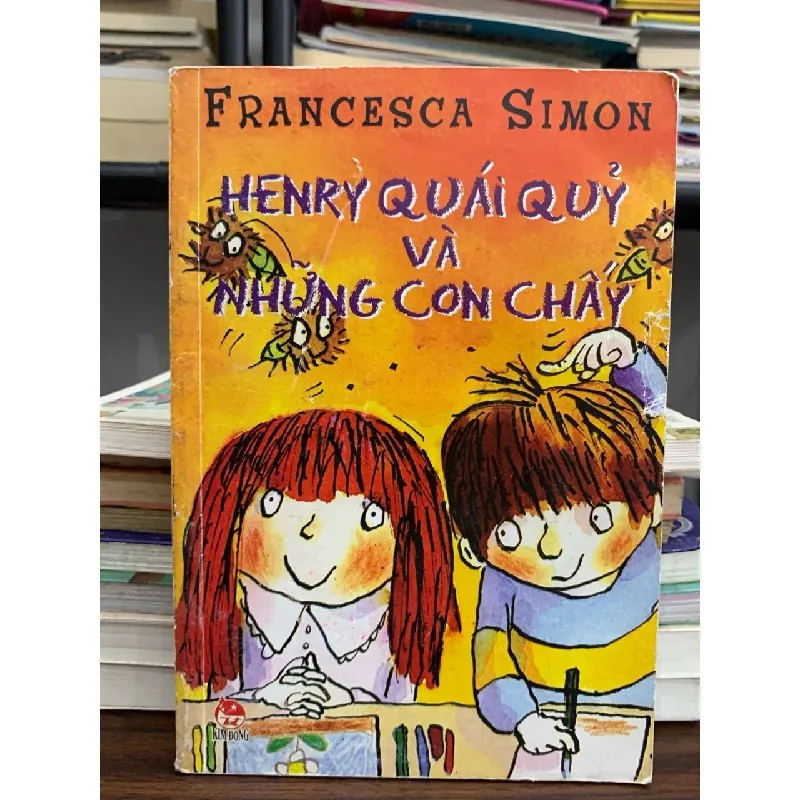 FRANCESCA SIMON
HENRY QUÁI QUỶ
VÀ
NHỮNG CON CHẤY
KIM ĐỒNG